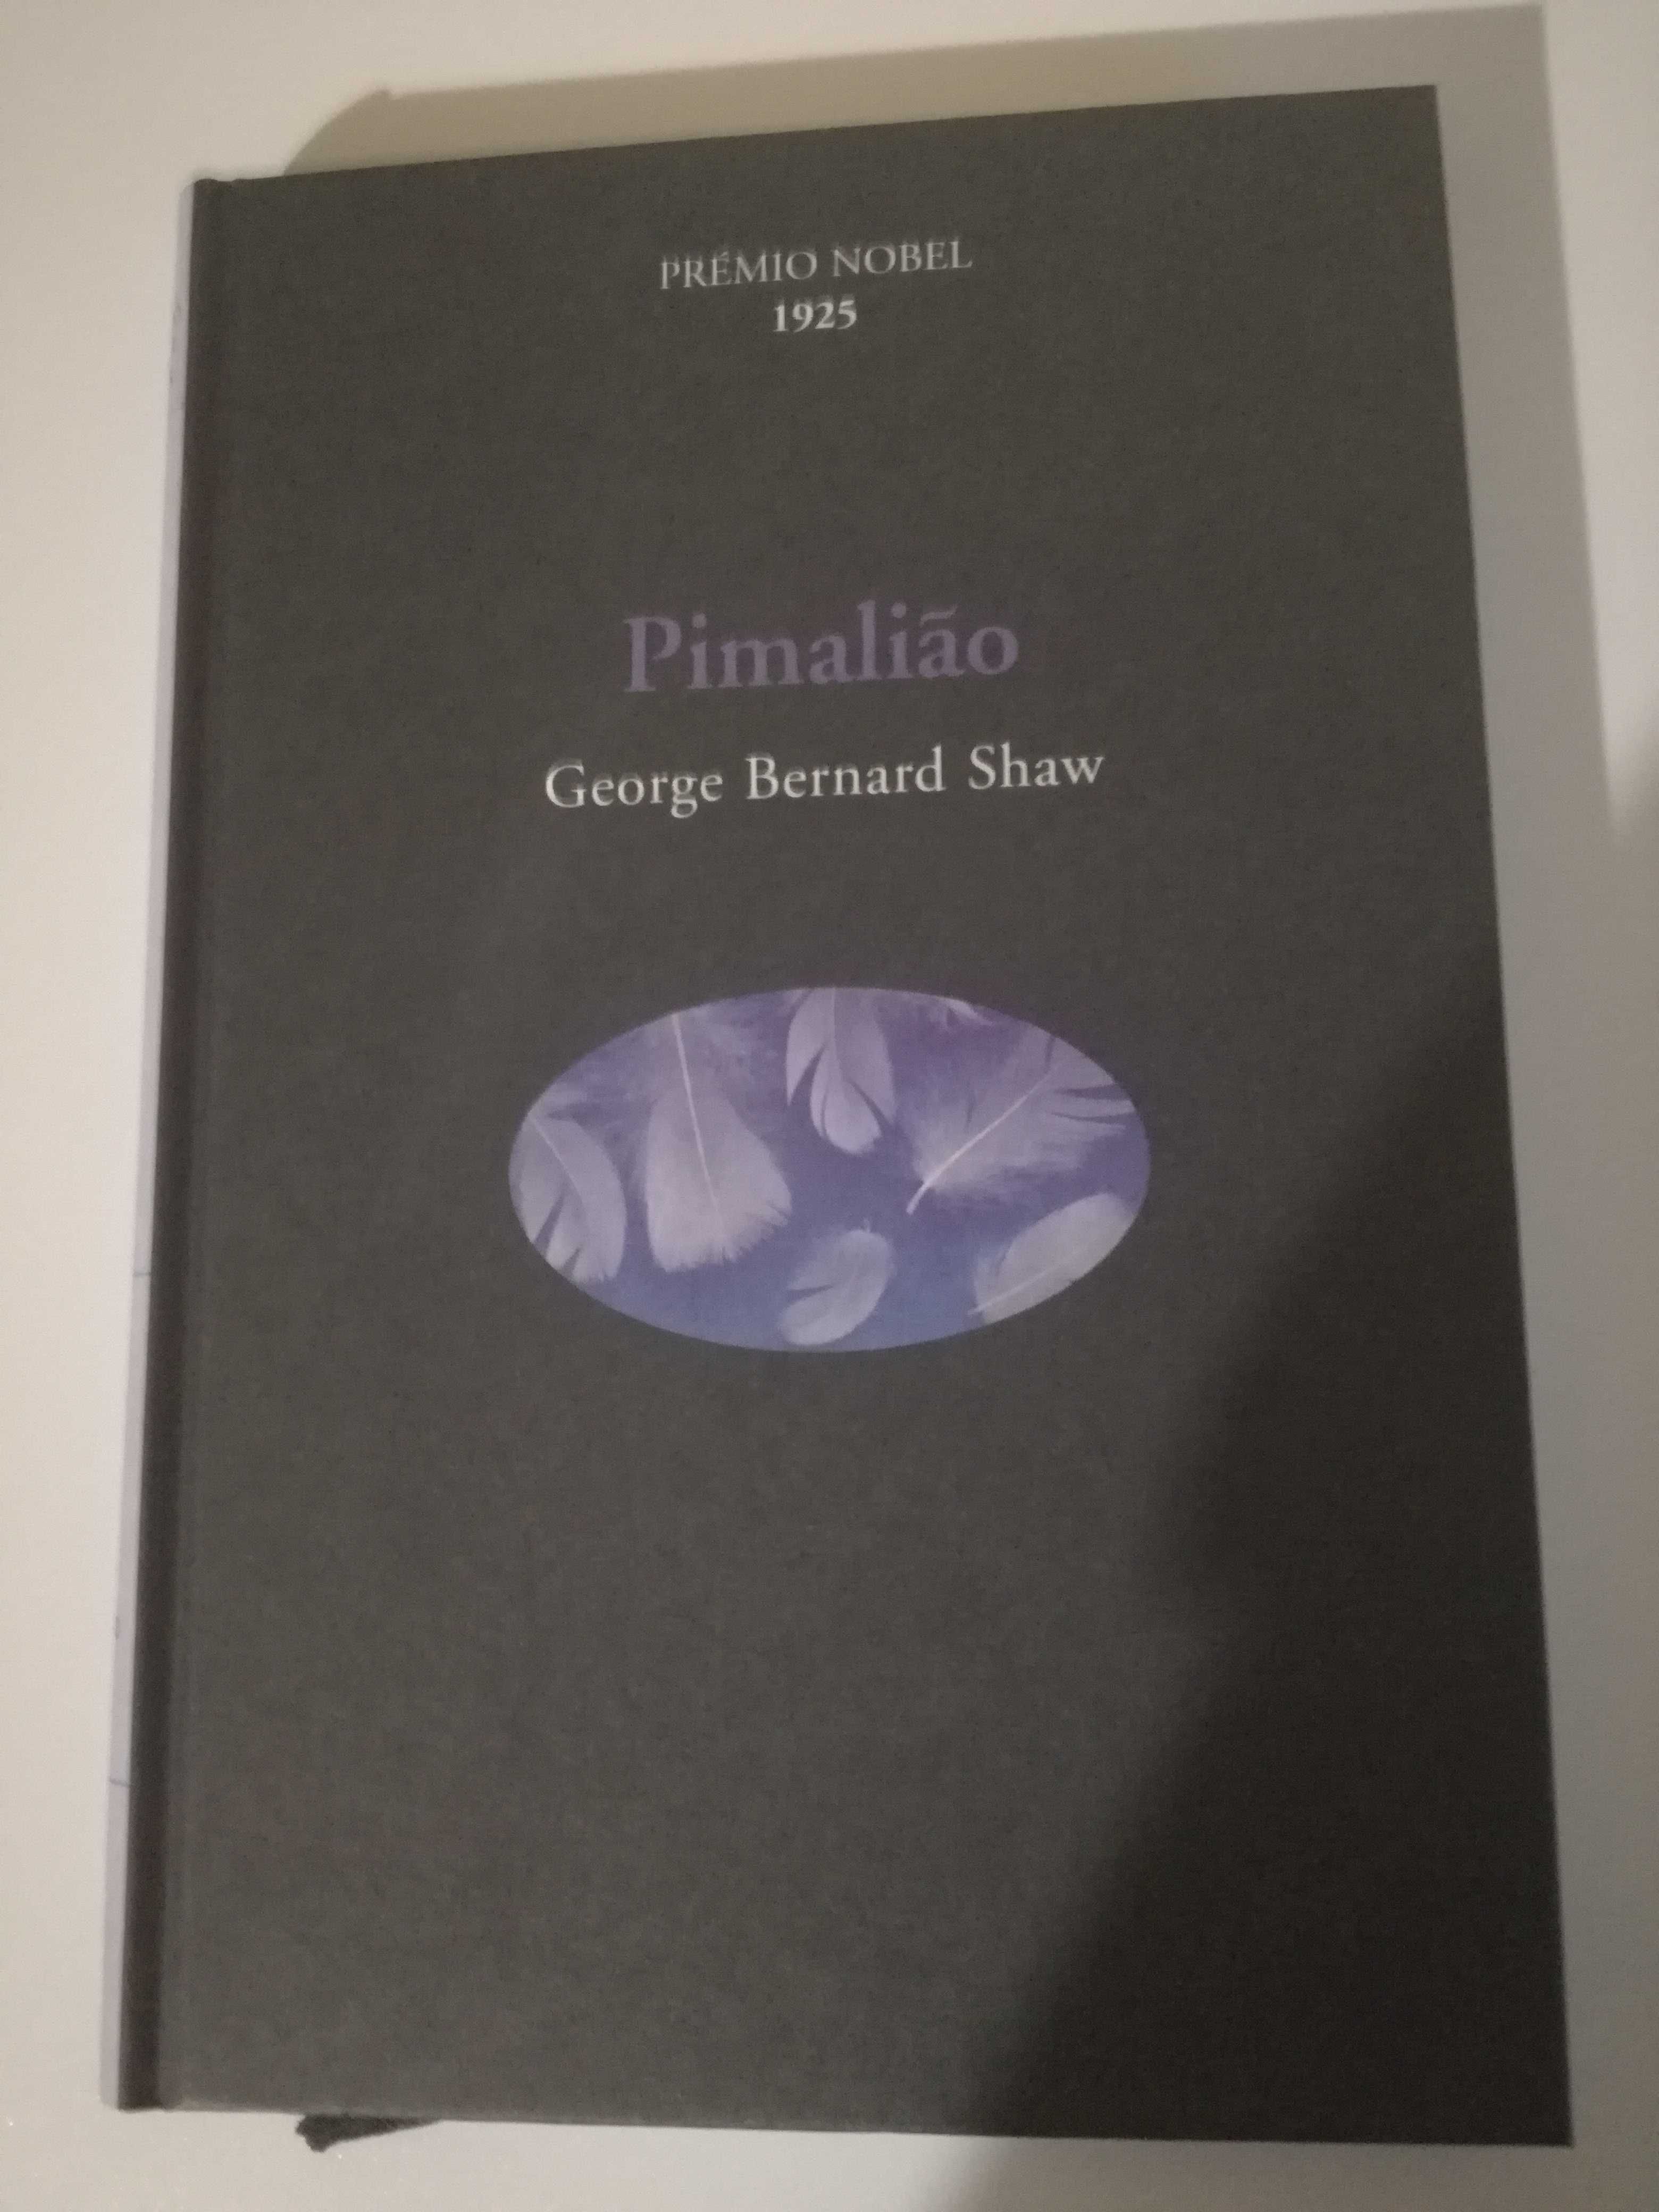 PRÉMIO NOBEL
1925
Pimalião
George Bernard Shaw